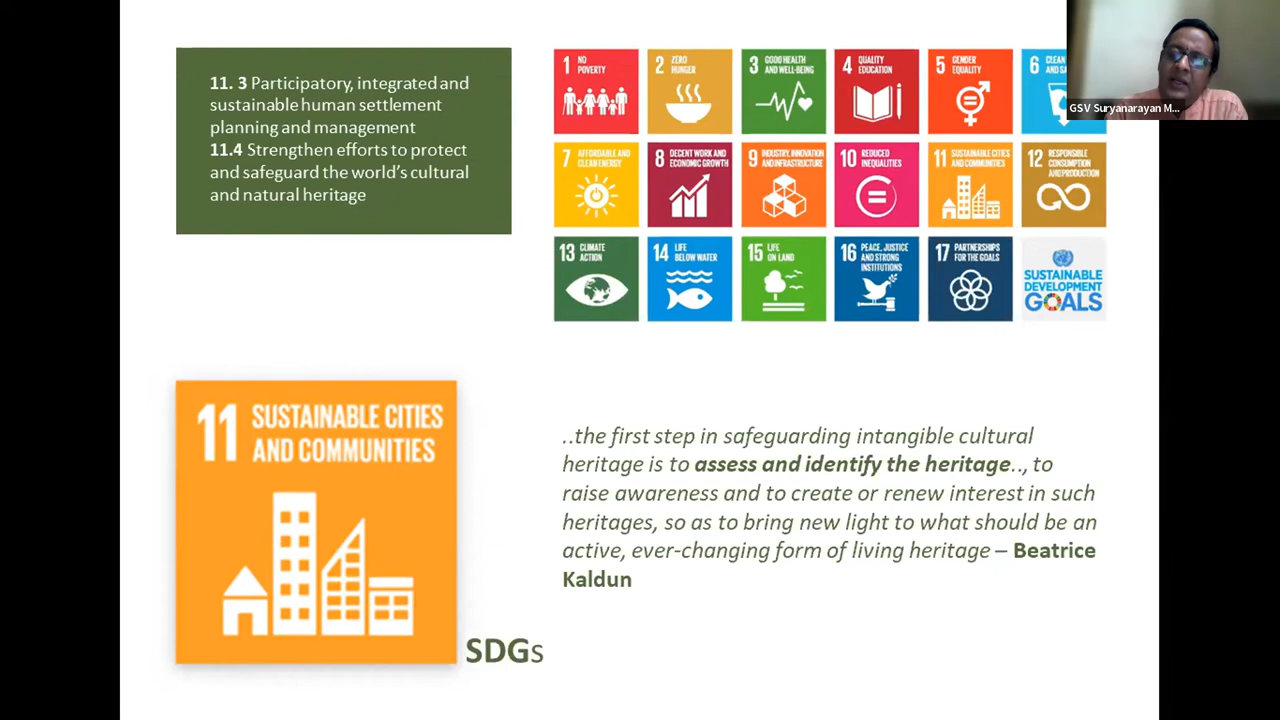 11. 3 Participatory, integrated and
sustainable human settlement
planning and management
11.4 Strengthen efforts to protect
and safeguard the world's cultural
and natural heritage
1 NO
POVERTY
2 ZERO
HUNGER
3 GOOD HEALTH
AND WELL-BEING
4 QUALITY
EDUCATION
5 GENDER
EQUALITY
6 CLEAN
GSV Suryanarayan M...
7 AFFORDABLE AND
CLEAN ENERGY
8 DECENT WORK AND
ECONOMIC GROWTH
9 INDUSTRY, INNOVATION
AND INFRASTRUCTURE
10 REDUCED
INEQUALITIES
11 SUSTAINABLE CITIES
AND COMMUNITIES
12 RESPONSIBLE
CONSUMPTION
AND PRODUCTION
13 CLIMATE
ACTION
14 LIFE
BELOW WATER
15 LIFE
ON LAND
16 PEACE, JUSTICE
AND STRONG
INSTITUTIONS
17 PARTNERSHIPS
FOR THE GOALS
SUSTAINABLE
DEVELOPMENT
GOALS
11 SUSTAINABLE CITIES
AND COMMUNITIES
SDGs
..the first step in safeguarding intangible cultural
heritage is to assess and identify the heritage.., to
raise awareness and to create or renew interest in such
heritages, so as to bring new light to what should be an
active, ever-changing form of living heritage – Beatrice
Kaldun